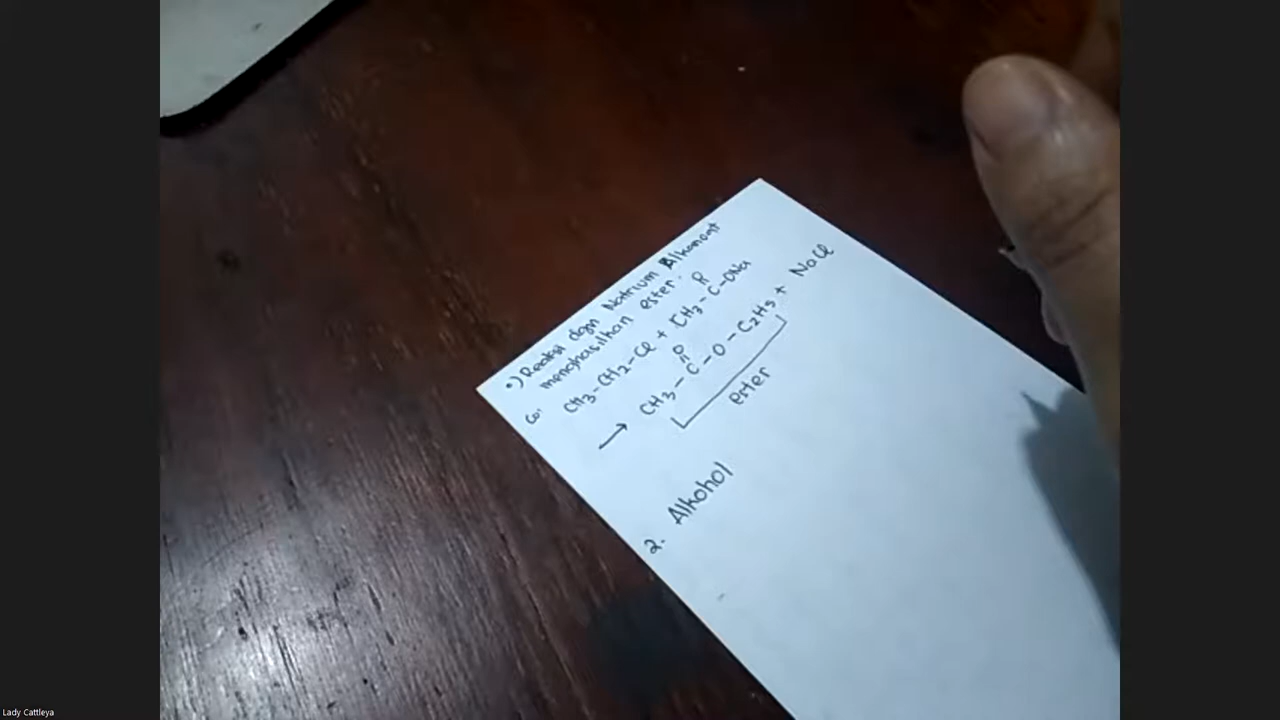 •) Reaksi dgn Natrium Alkanoat
menghasilkan ester.
Co: CH3-CH2-Cl + CH3-C-ONa
O
→ CH3-C-O-C2H5 + NaCl
ester
2. Alkohol
Lady Cattleya